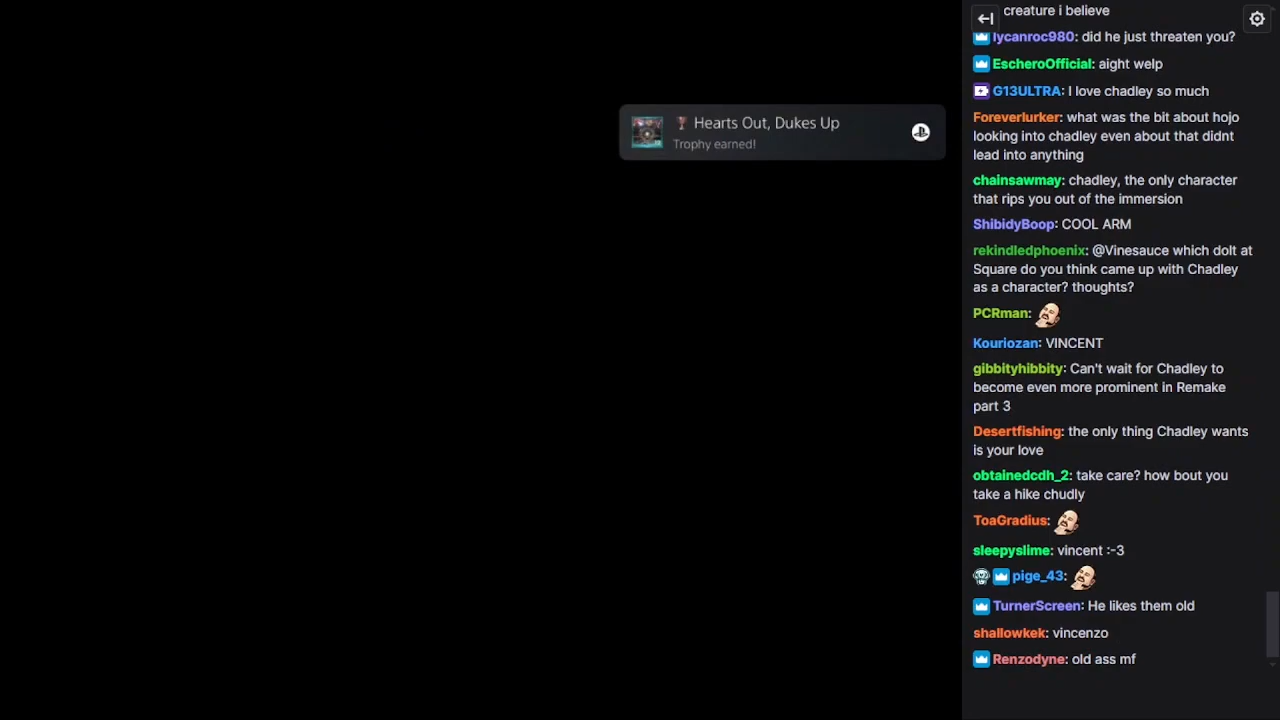 Hearts Out, Dukes Up
Trophy earned!
creature i believe
lycanroc980: did he just threaten you?
EscheroOfficial: aight welp
G13ULTRA: I love chadley so much
Foreverlurker: what was the bit about hojo
looking into chadley even about that didnt
lead into anything
chainsawmay: chadley, the only character
that rips you out of the immersion
ShibidyBoop: COOL ARM
rekindledphoenix: @Vinesauce which dolt at
Square do you think came up with Chadley
as a character? thoughts?
PCRman:
Kouriozan: VINCENT
gibbityhibbity: Can't wait for Chadley to
become even more prominent in Remake
part 3
Desertfishing: the only thing Chadley wants
is your love
obtainedcdh_2: take care? how bout you
take a hike chudly
ToaGradius:
sleepyslime: vincent :-3
pige_43:
TurnerScreen: He likes them old
shallowkek: vincenzo
Renzodyne: old ass mf